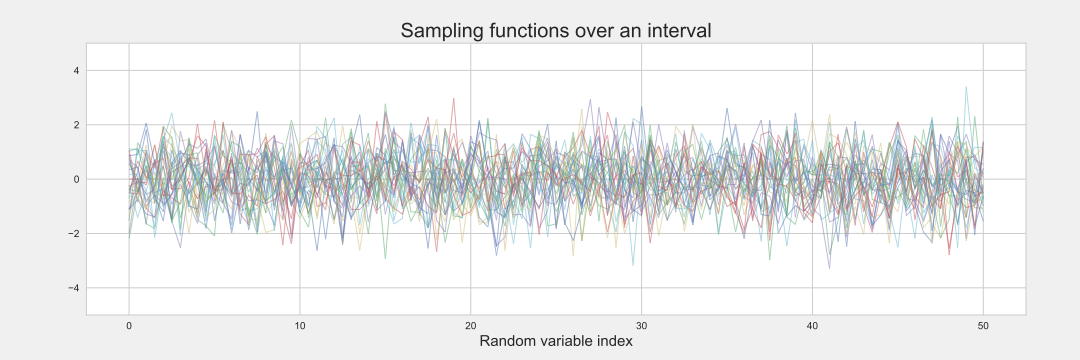 Sampling functions over an interval
4
2
0
−2
−4
0 10 20 30 40 50
Random variable index